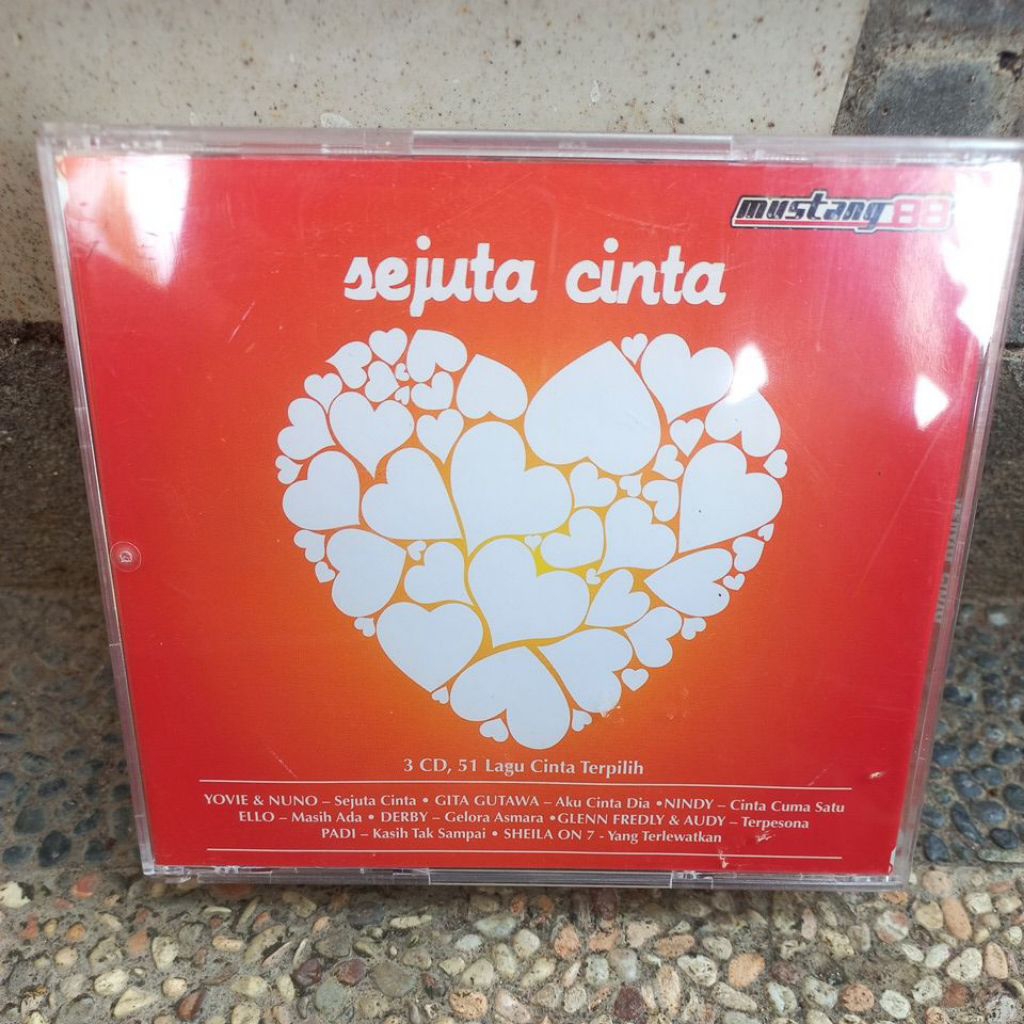 mustang88
sejuta cinta
3 CD, 51 Lagu Cinta Terpilih
YOVIE & NUNO – Sejuta Cinta • GITA GUTAWA – Aku Cinta Dia •NINDY – Cinta Cuma Satu
ELLO – Masih Ada • DERBY – Gelora Asmara •GLENN FREDLY & AUDY – Terpesona
PADI – Kasih Tak Sampai • SHEILA ON 7 - Yang Terlewatkan